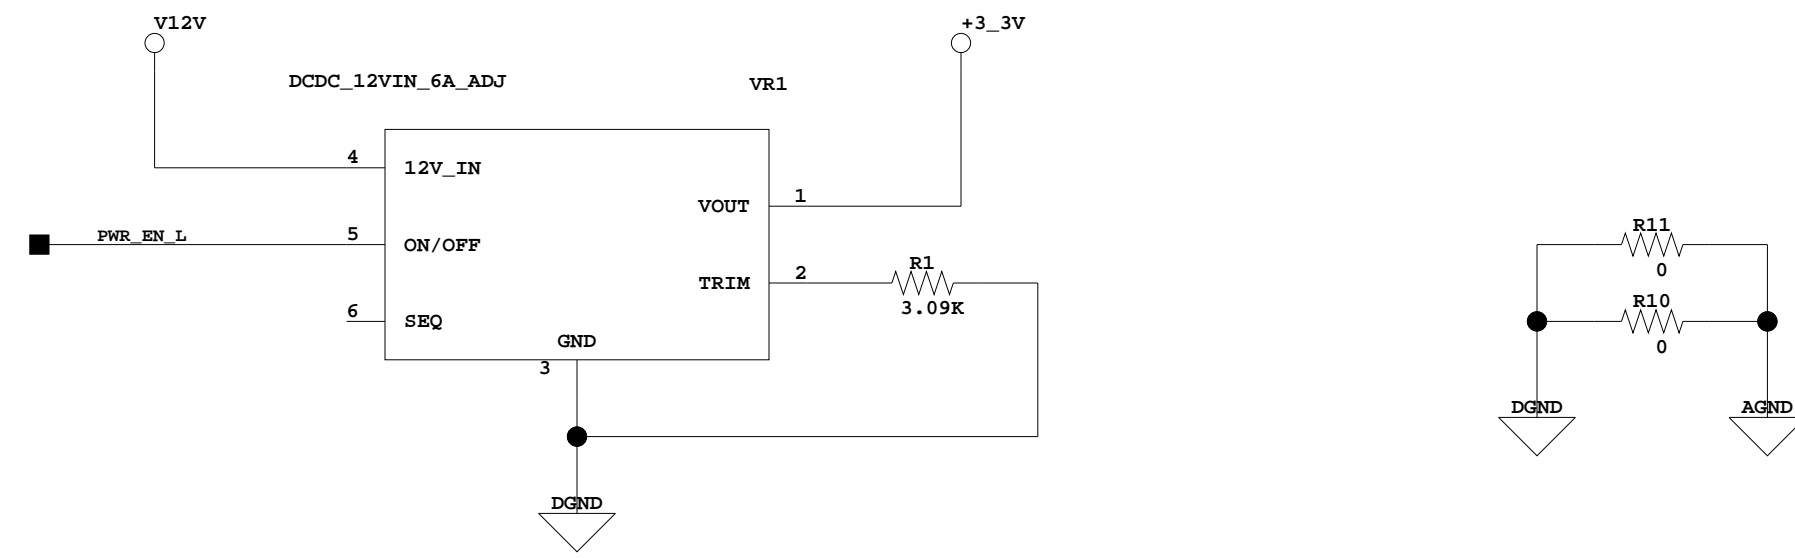 V12V
+3_3V
DCDC_12VIN_6A_ADJ
VR1
4
12V_IN
1
VOUT
PWR_EN_L
5
ON/OFF
2
TRIM
R1
3.09K
6
SEQ
GND
3
DGND
R11
0
R10
0
DGND
AGND